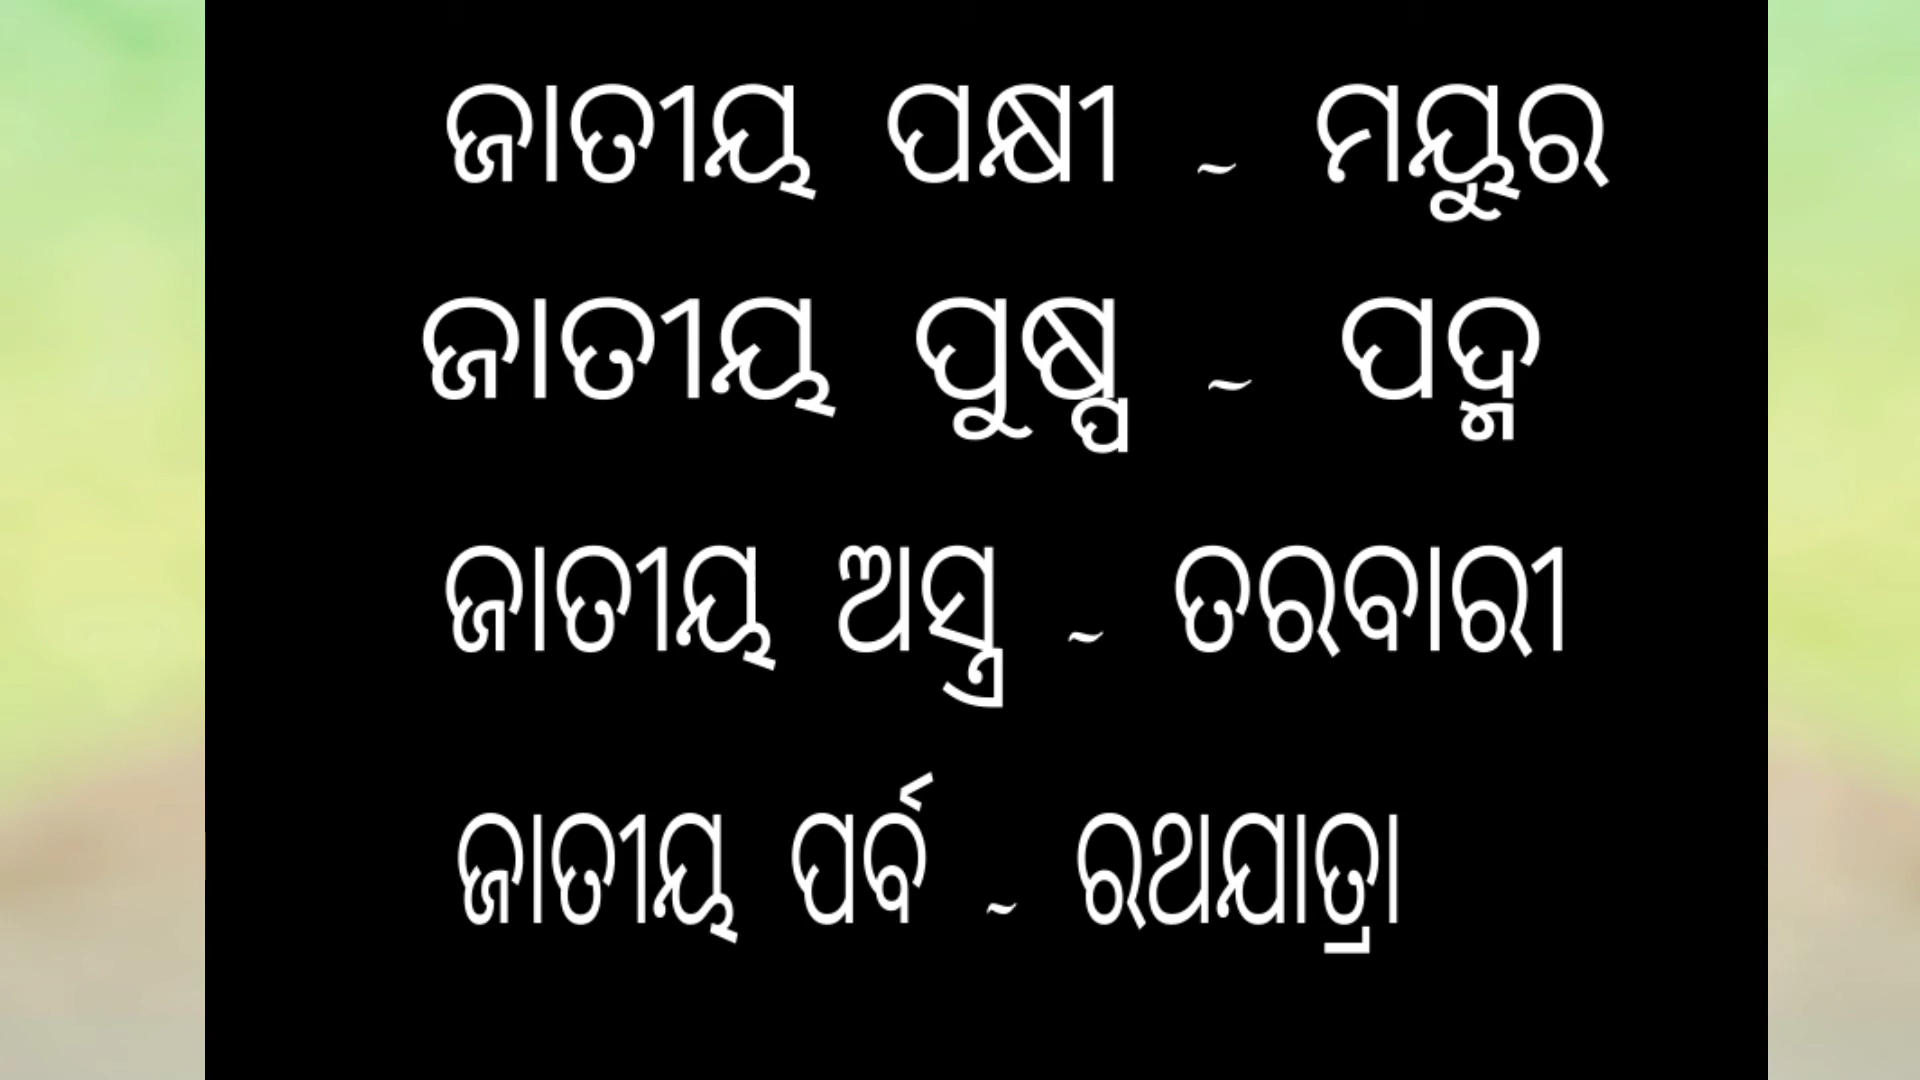 ଜାତୀୟ ପକ୍ଷୀ ~ ମୟୁର
ଜାତୀୟ ପୁଷ୍ପ ~ ପଦ୍ମ
ଜାତୀୟ ଅସ୍ତ୍ର ~ ତରବାରୀ
ଜାତୀୟ ପର୍ବ ~ ରଥଯାତ୍ରା